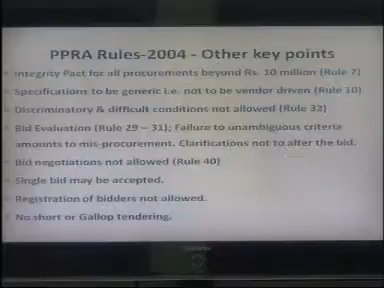 PPRA Rules-2004 - Other key points
Integrity Pact for all procurements beyond Rs. 10 million (Rule 7)
Specifications to be generic i.e. not to be vendor driven (Rule 10)
Discriminatory & difficult conditions not allowed (Rule 32)
Bid Evaluation (Rule 29 – 31); Failure to unambiguous criteria
amounts to mis-procurement. Clarifications not to alter the bid.
Bid negotiations not allowed (Rule 40)
Single bid may be accepted.
Registration of bidders not allowed.
No short or Gallop tendering.